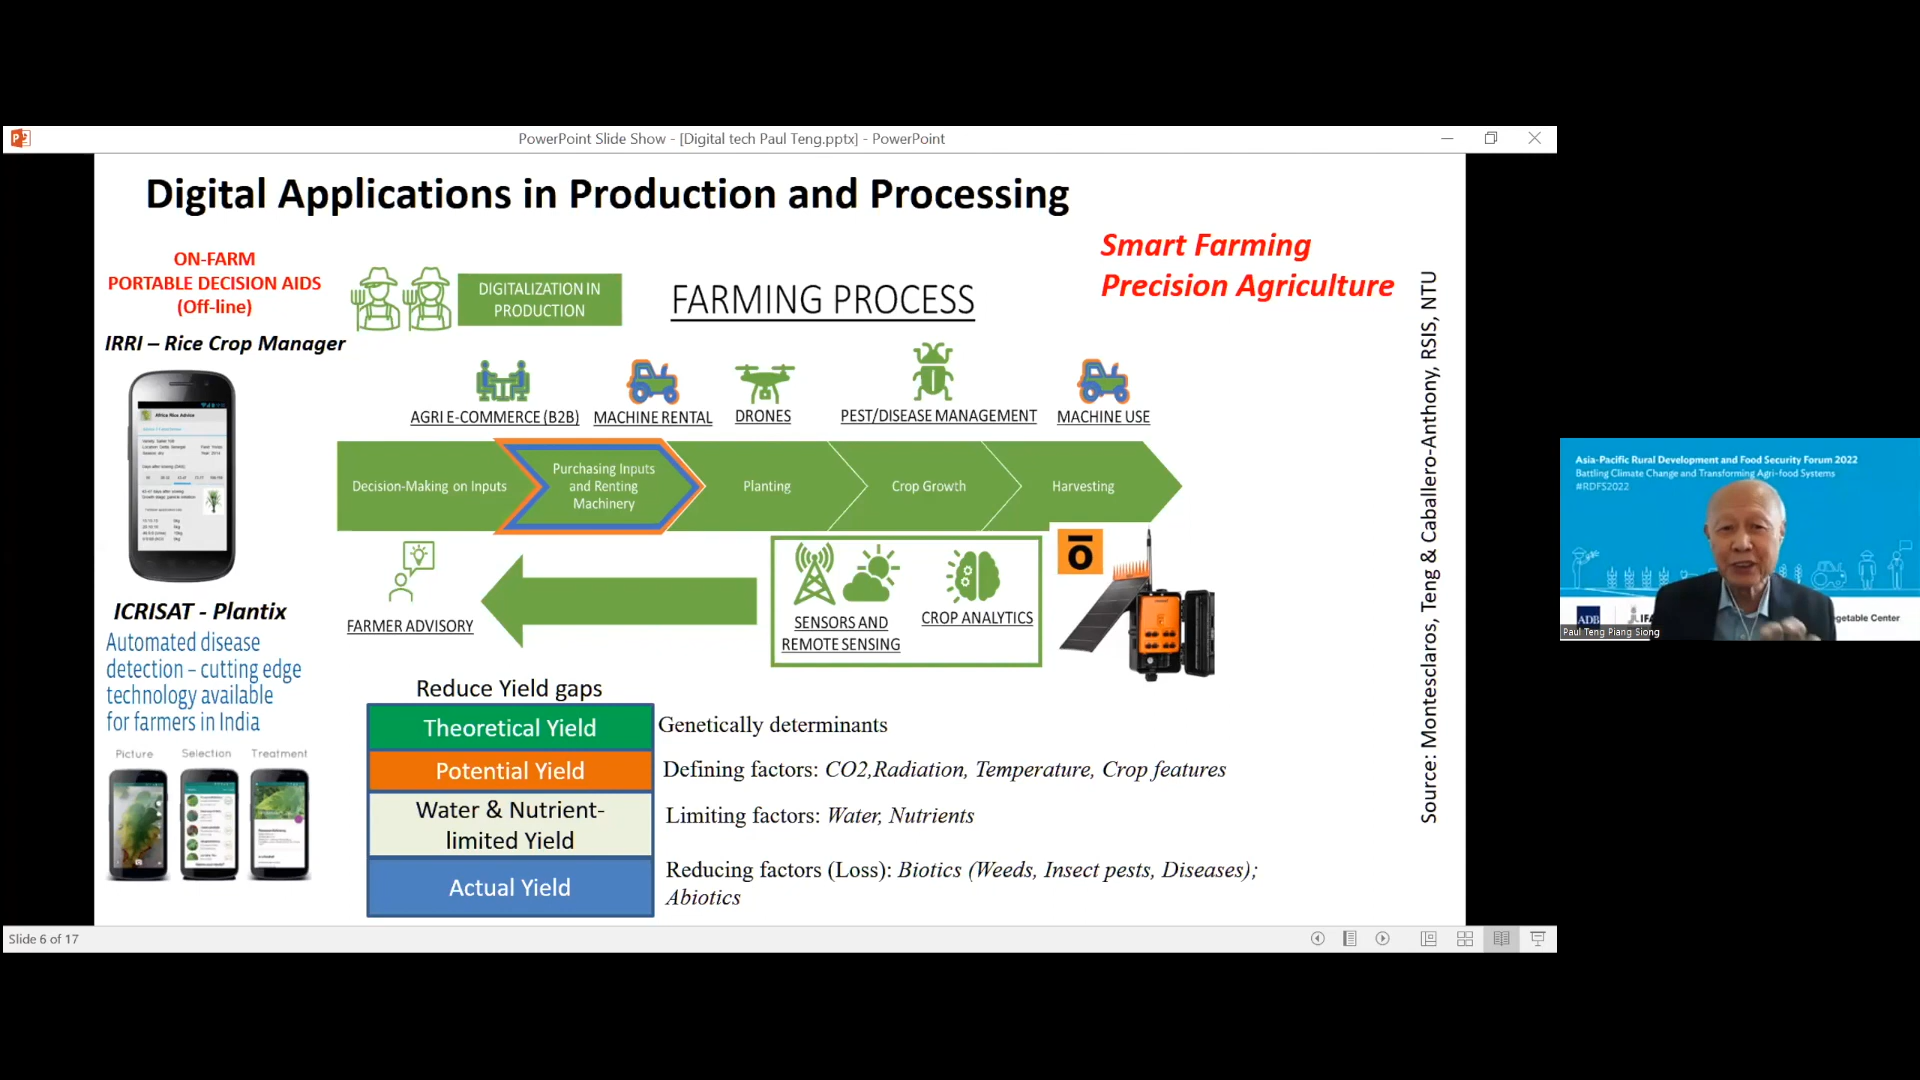 PowerPoint Slide Show - [Digital tech Paul Teng.pptx] - PowerPoint
Digital Applications in Production and Processing
ON-FARM
PORTABLE DECISION AIDS
(Off-line)
IRRI – Rice Crop Manager
Africa Rice Advice
DIGITALIZATION IN
PRODUCTION
FARMING PROCESS
Smart Farming
Precision Agriculture
AGRI E-COMMERCE (B2B)
MACHINE RENTAL
DRONES
PEST/DISEASE MANAGEMENT
MACHINE USE
Decision-Making on Inputs
Purchasing Inputs
and Renting
Machinery
Planting
Crop Growth
Harvesting
FARMER ADVISORY
SENSORS AND
REMOTE SENSING
CROP ANALYTICS
ō
ICRISAT - Plantix
Automated disease
detection – cutting edge
technology available
for farmers in India
Picture
Selection
Treatment
Reduce Yield gaps
Theoretical Yield
Genetically determinants
Potential Yield
Defining factors: CO2,Radiation, Temperature, Crop features
Water & Nutrient-
limited Yield
Limiting factors: Water, Nutrients
Actual Yield
Reducing factors (Loss): Biotics (Weeds, Insect pests, Diseases);
Abiotics
Source: Montesclaros, Teng & Caballero-Anthony, RSIS, NTU
Slide 6 of 17
Asia-Pacific Rural Development and Food Security Forum 2022
Battling Climate Change and Transforming Agri-food Systems
#RDFS2022
ADB
egetable Center
Paul Teng Piang Siong